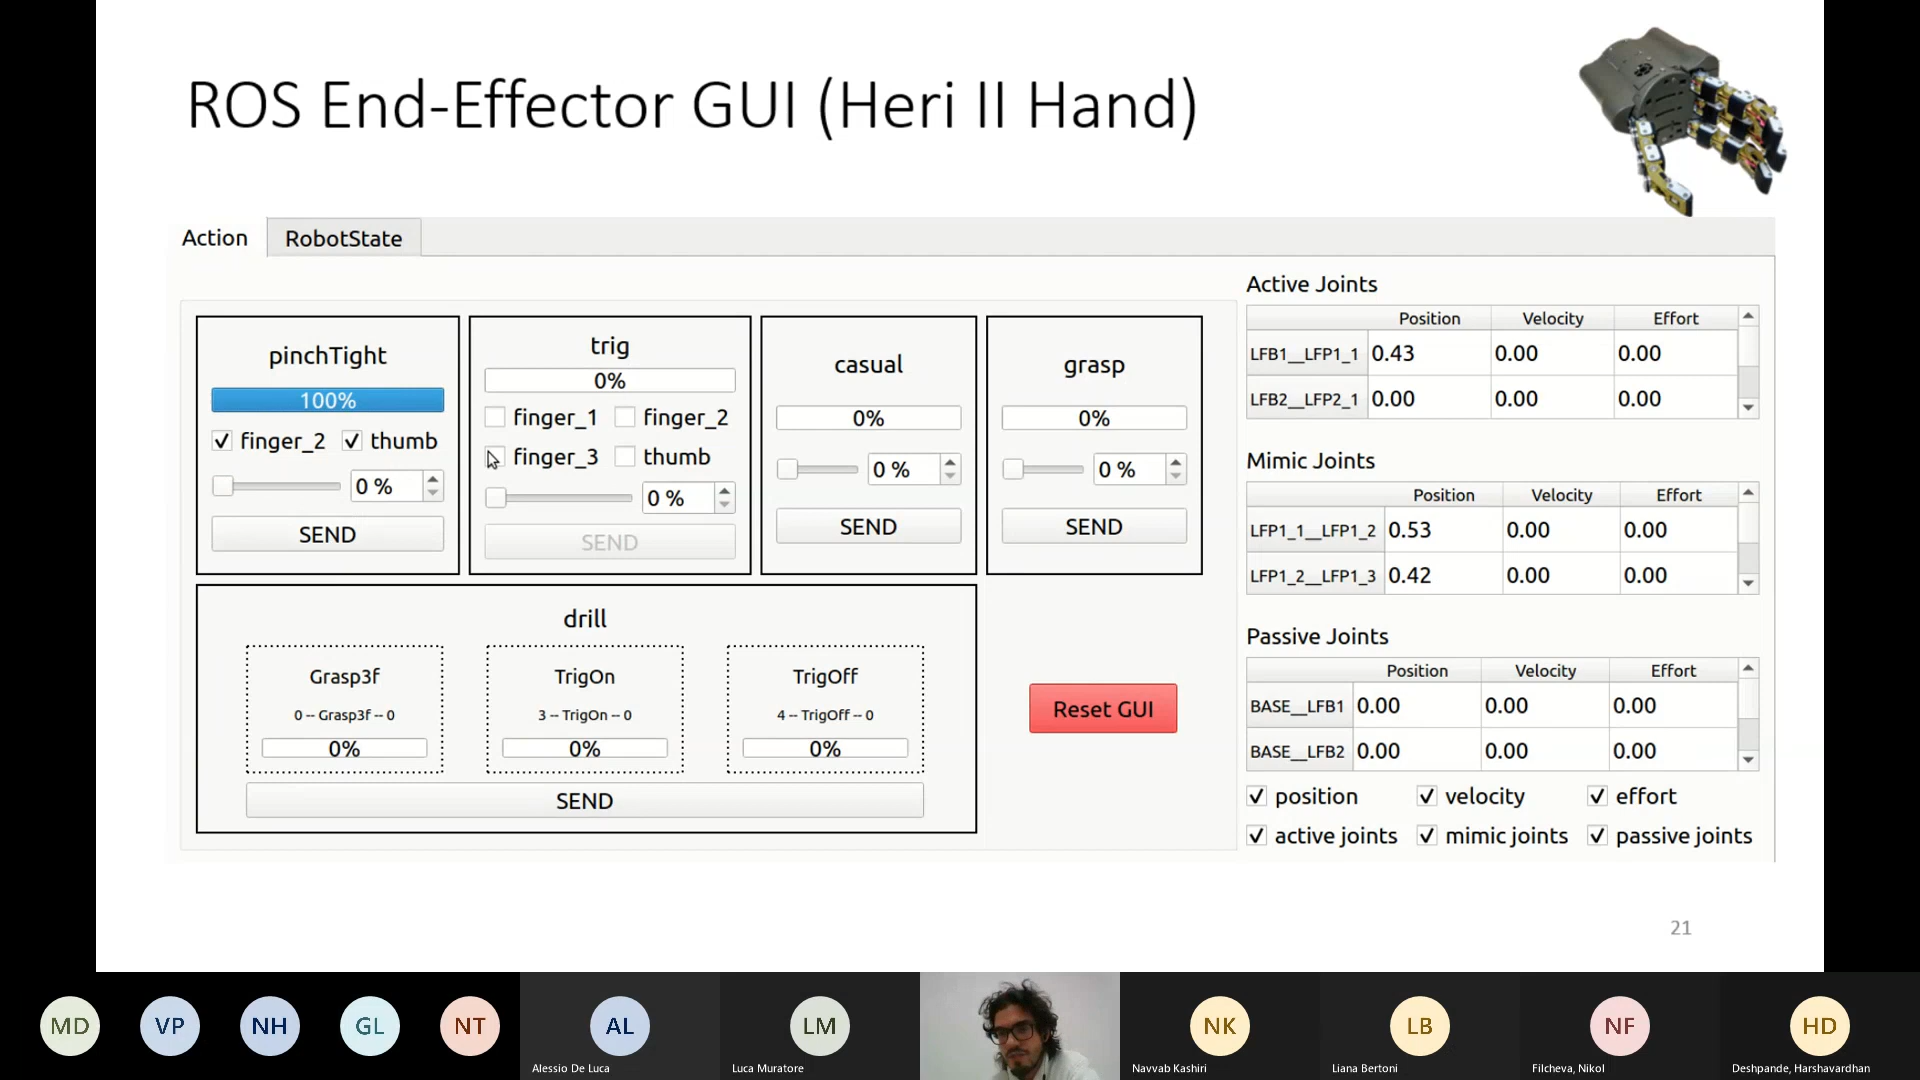 ROS End-Effector GUI (Heri II Hand)
Action
RobotState
pinchTight
100%
finger_2 thumb
0 %
SEND
trig
0%
finger_1 finger_2
finger_3 thumb
0 %
SEND
casual
0%
0 %
SEND
grasp
0%
0 %
SEND
drill
Grasp3f
0 -- Grasp3f -- 0
0%
TrigOn
3 -- TrigOn -- 0
0%
TrigOff
4 -- TrigOff -- 0
0%
SEND
Reset GUI
Active Joints
Position Velocity Effort
LFB1__LFP1_1 0.43 0.00 0.00
LFB2__LFP2_1 0.00 0.00 0.00
Mimic Joints
Position Velocity Effort
LFP1_1__LFP1_2 0.53 0.00 0.00
LFP1_2__LFP1_3 0.42 0.00 0.00
Passive Joints
Position Velocity Effort
BASE__LFB1 0.00 0.00 0.00
BASE__LFB2 0.00 0.00 0.00
position velocity effort
active joints mimic joints passive joints
21
MD VP NH GL NT AL LM NK LB NF HD
Alessio De Luca Luca Muratore Navvab Kashiri Liana Bertoni Filcheva, Nikol Deshpande, Harshavardhan